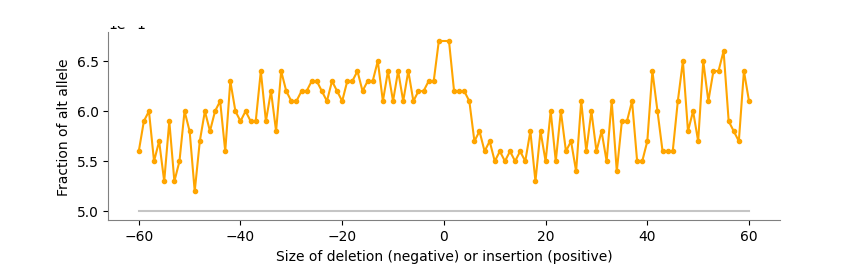 6.5
6.0
5.5
5.0
Fraction of alt allele
−60 −40 −20 0 20 40 60
Size of deletion (negative) or insertion (positive)